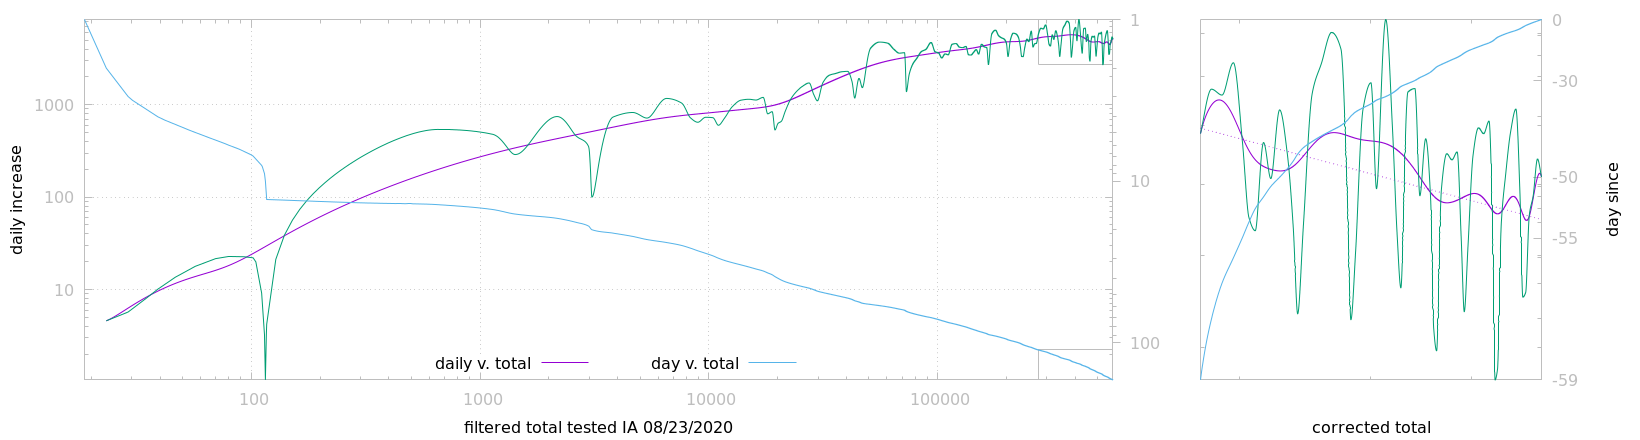 daily increase
1000
100
10
1
10
100
daily v. total
day v. total
100
1000
10000
100000
filtered total tested IA 08/23/2020
0
-30
-50
-55
-59
day since
corrected total